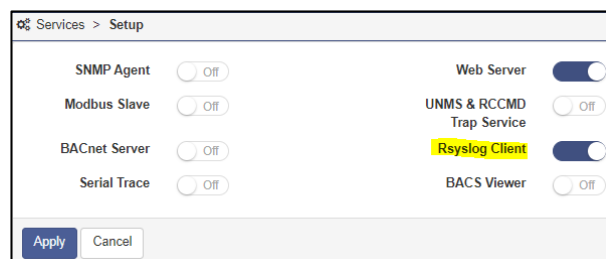 Services > Setup
SNMP Agent Off Web Server
Modbus Slave Off UNMS & RCCMD Trap Service Off
BACnet Server Off Rsyslog Client
Serial Trace Off BACS Viewer Off
Apply Cancel